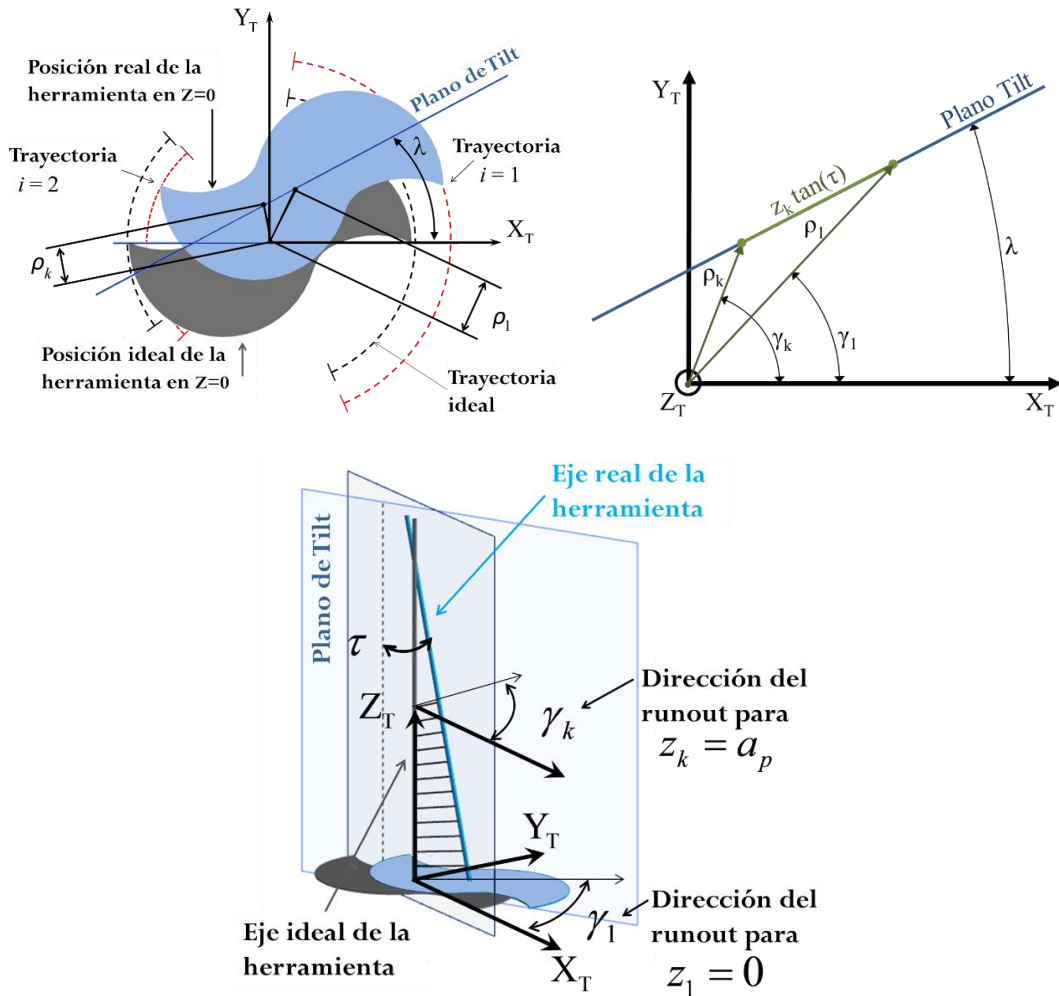 Y_T
Posición real de la
herramienta en Z=0
Plano de Tilt
λ
Trayectoria
i = 2
Trayectoria
i = 1
X_T
ρ_k
ρ_l
Posición ideal de la
herramienta en Z=0
Trayectoria
ideal
Y_T
Plano Tilt
z_k tan(τ)
ρ_1
ρ_k
λ
γ_k
γ_1
Z_T
X_T
Eje real de la
herramienta
Plano de Tilt
τ
Z_T
γ_k
Dirección del
runout para
z_k = a_p
Y_T
γ_1
X_T
Dirección del
runout para
z_1 = 0
Eje ideal de la
herramienta